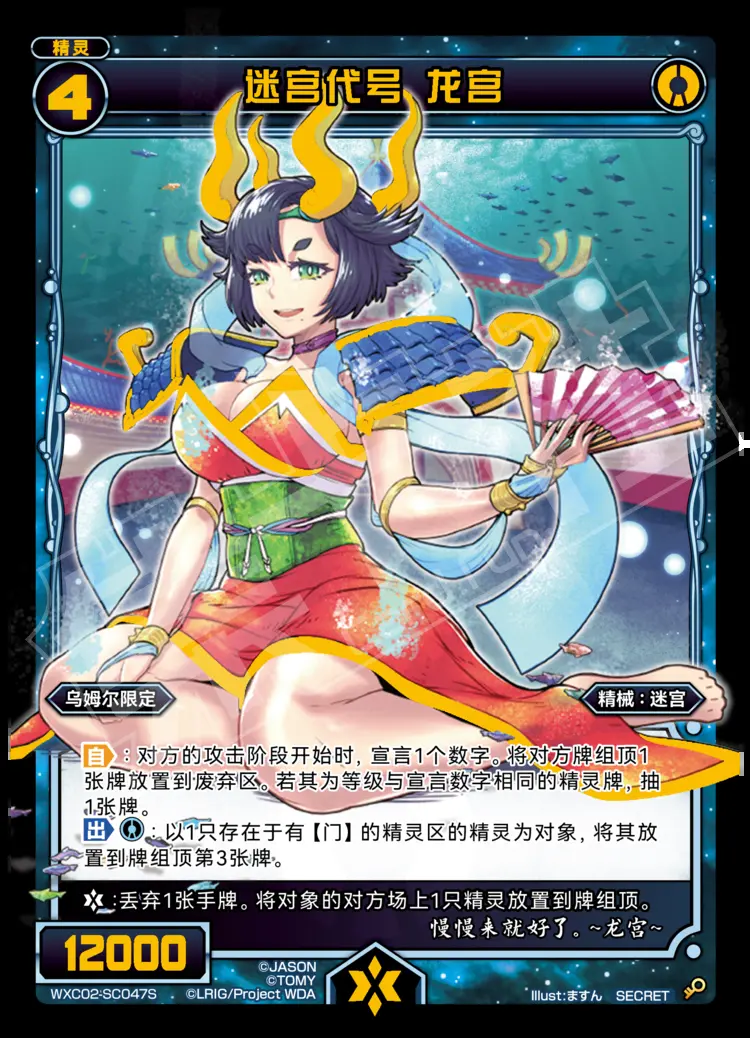 精灵
4
迷宫代号 龙宫
乌姆尔限定
精械：迷宫
自：对方的攻击阶段开始时，宣言1个数字。将对方牌组顶1
张牌放置到废弃区。若其为等级与宣言数字相同的精灵牌，抽
1张牌。
出：以1只存在于有【门】的精灵区的精灵为对象，将其放
置到牌组顶第3张牌。
：丢弃1张手牌。将对象的对方场上1只精灵放置到牌组顶。
慢慢来就好了。~龙宫~
12000
©JASON
©TOMY
WXC02-SC047S ©LRIG/Project WDA
Illust:ますん SECRET